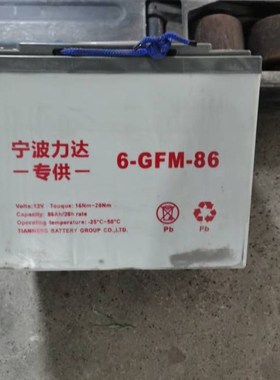 宁波力达
专供
6-GFM-86
Volts:12V Torque:16Nm~20Nm
Capacity: 86Ah/20h rate
Operating temperature: -25°C~50°C
TIANNENG BATTERY GROUP CO.,LTD.
Pb
Pb